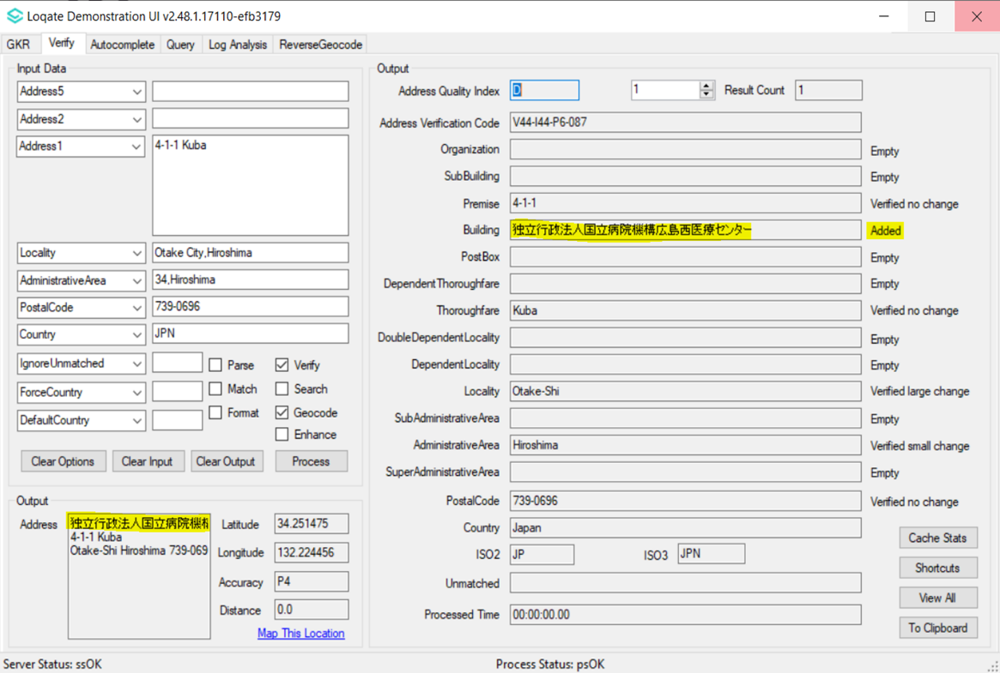 Loqate Demonstration UI v2.48.1.17110-efb3179
GKR Verify Autocomplete Query Log Analysis ReverseGeocode
Input Data
Address5
Address2
Address1 4-1-1 Kuba
Locality Otake City,Hiroshima
AdministrativeArea 34,Hiroshima
PostalCode 739-0696
Country JPN
IgnoreUnmatched Parse Verify
ForceCountry Match Search
DefaultCountry Format Geocode
Enhance
Clear Options Clear Input Clear Output Process
Output
Address 独立行政法人国立病院機
4-1-1 Kuba
Otake-Shi Hiroshima 739-069
Latitude 34.251475
Longitude 132.224456
Accuracy P4
Distance 0.0
Map This Location
Output
Address Quality Index D 1 Result Count 1
Address Verification Code V44-I44-P6-087
Organization Empty
SubBuilding Empty
Premise 4-1-1 Verified no change
Building 独立行政法人国立病院機構広島西医療センター Added
PostBox Empty
DependentThoroughfare Empty
Thoroughfare Kuba Verified no change
DoubleDependentLocality Empty
DependentLocality Empty
Locality Otake-Shi Verified large change
SubAdministrativeArea Empty
AdministrativeArea Hiroshima Verified small change
SuperAdministrativeArea Empty
PostalCode 739-0696 Verified no change
Country Japan
ISO2 JP ISO3 JPN
Unmatched
Processed Time 00:00:00.00
Cache Stats
Shortcuts
View All
To Clipboard
Server Status: ssOK Process Status: psOK